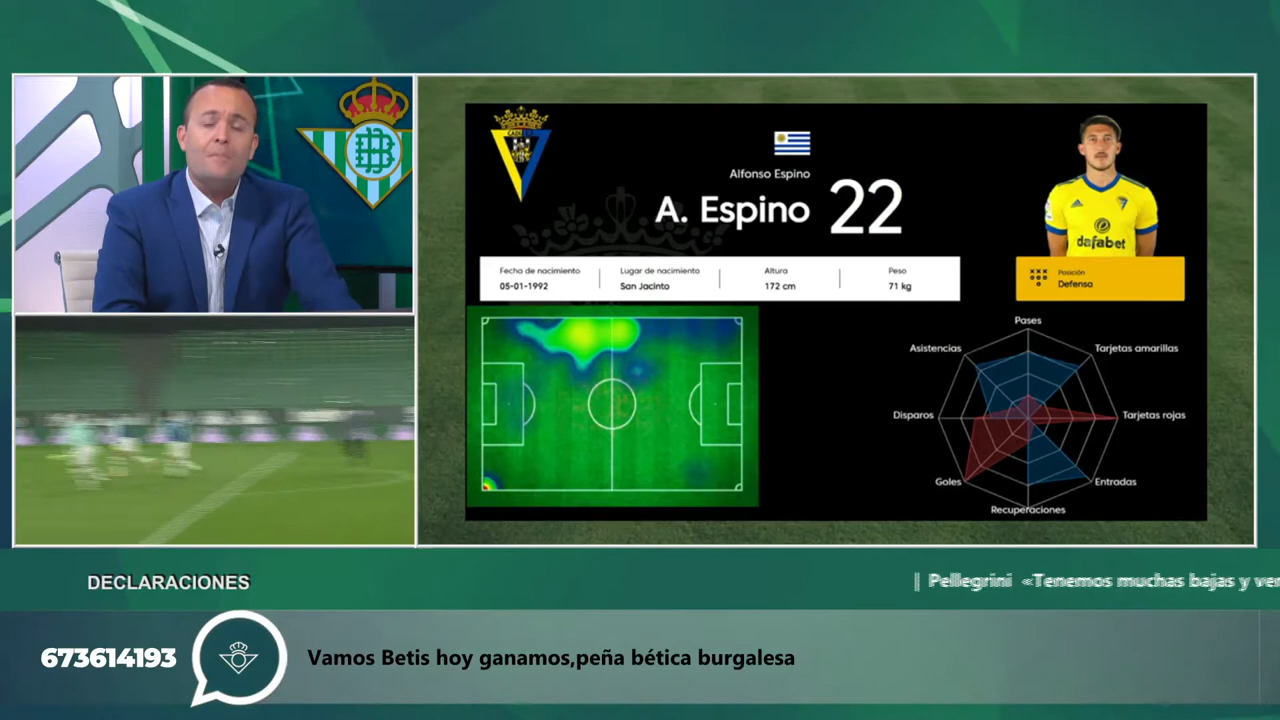 Alfonso Espino
A. Espino 22
Fecha de nacimiento
05-01-1992
Lugar de nacimiento
San Jacinto
Altura
172 cm
Peso
71 kg
dafabet
Posición
Defensa
Pases
Tarjetas amarillas
Tarjetas rojas
Entradas
Recuperaciones
Goles
Disparos
Asistencias
DECLARACIONES
| Pellegrini «Tenemos muchas bajas y ver
673614193
Vamos Betis hoy ganamos,peña bética burgalesa